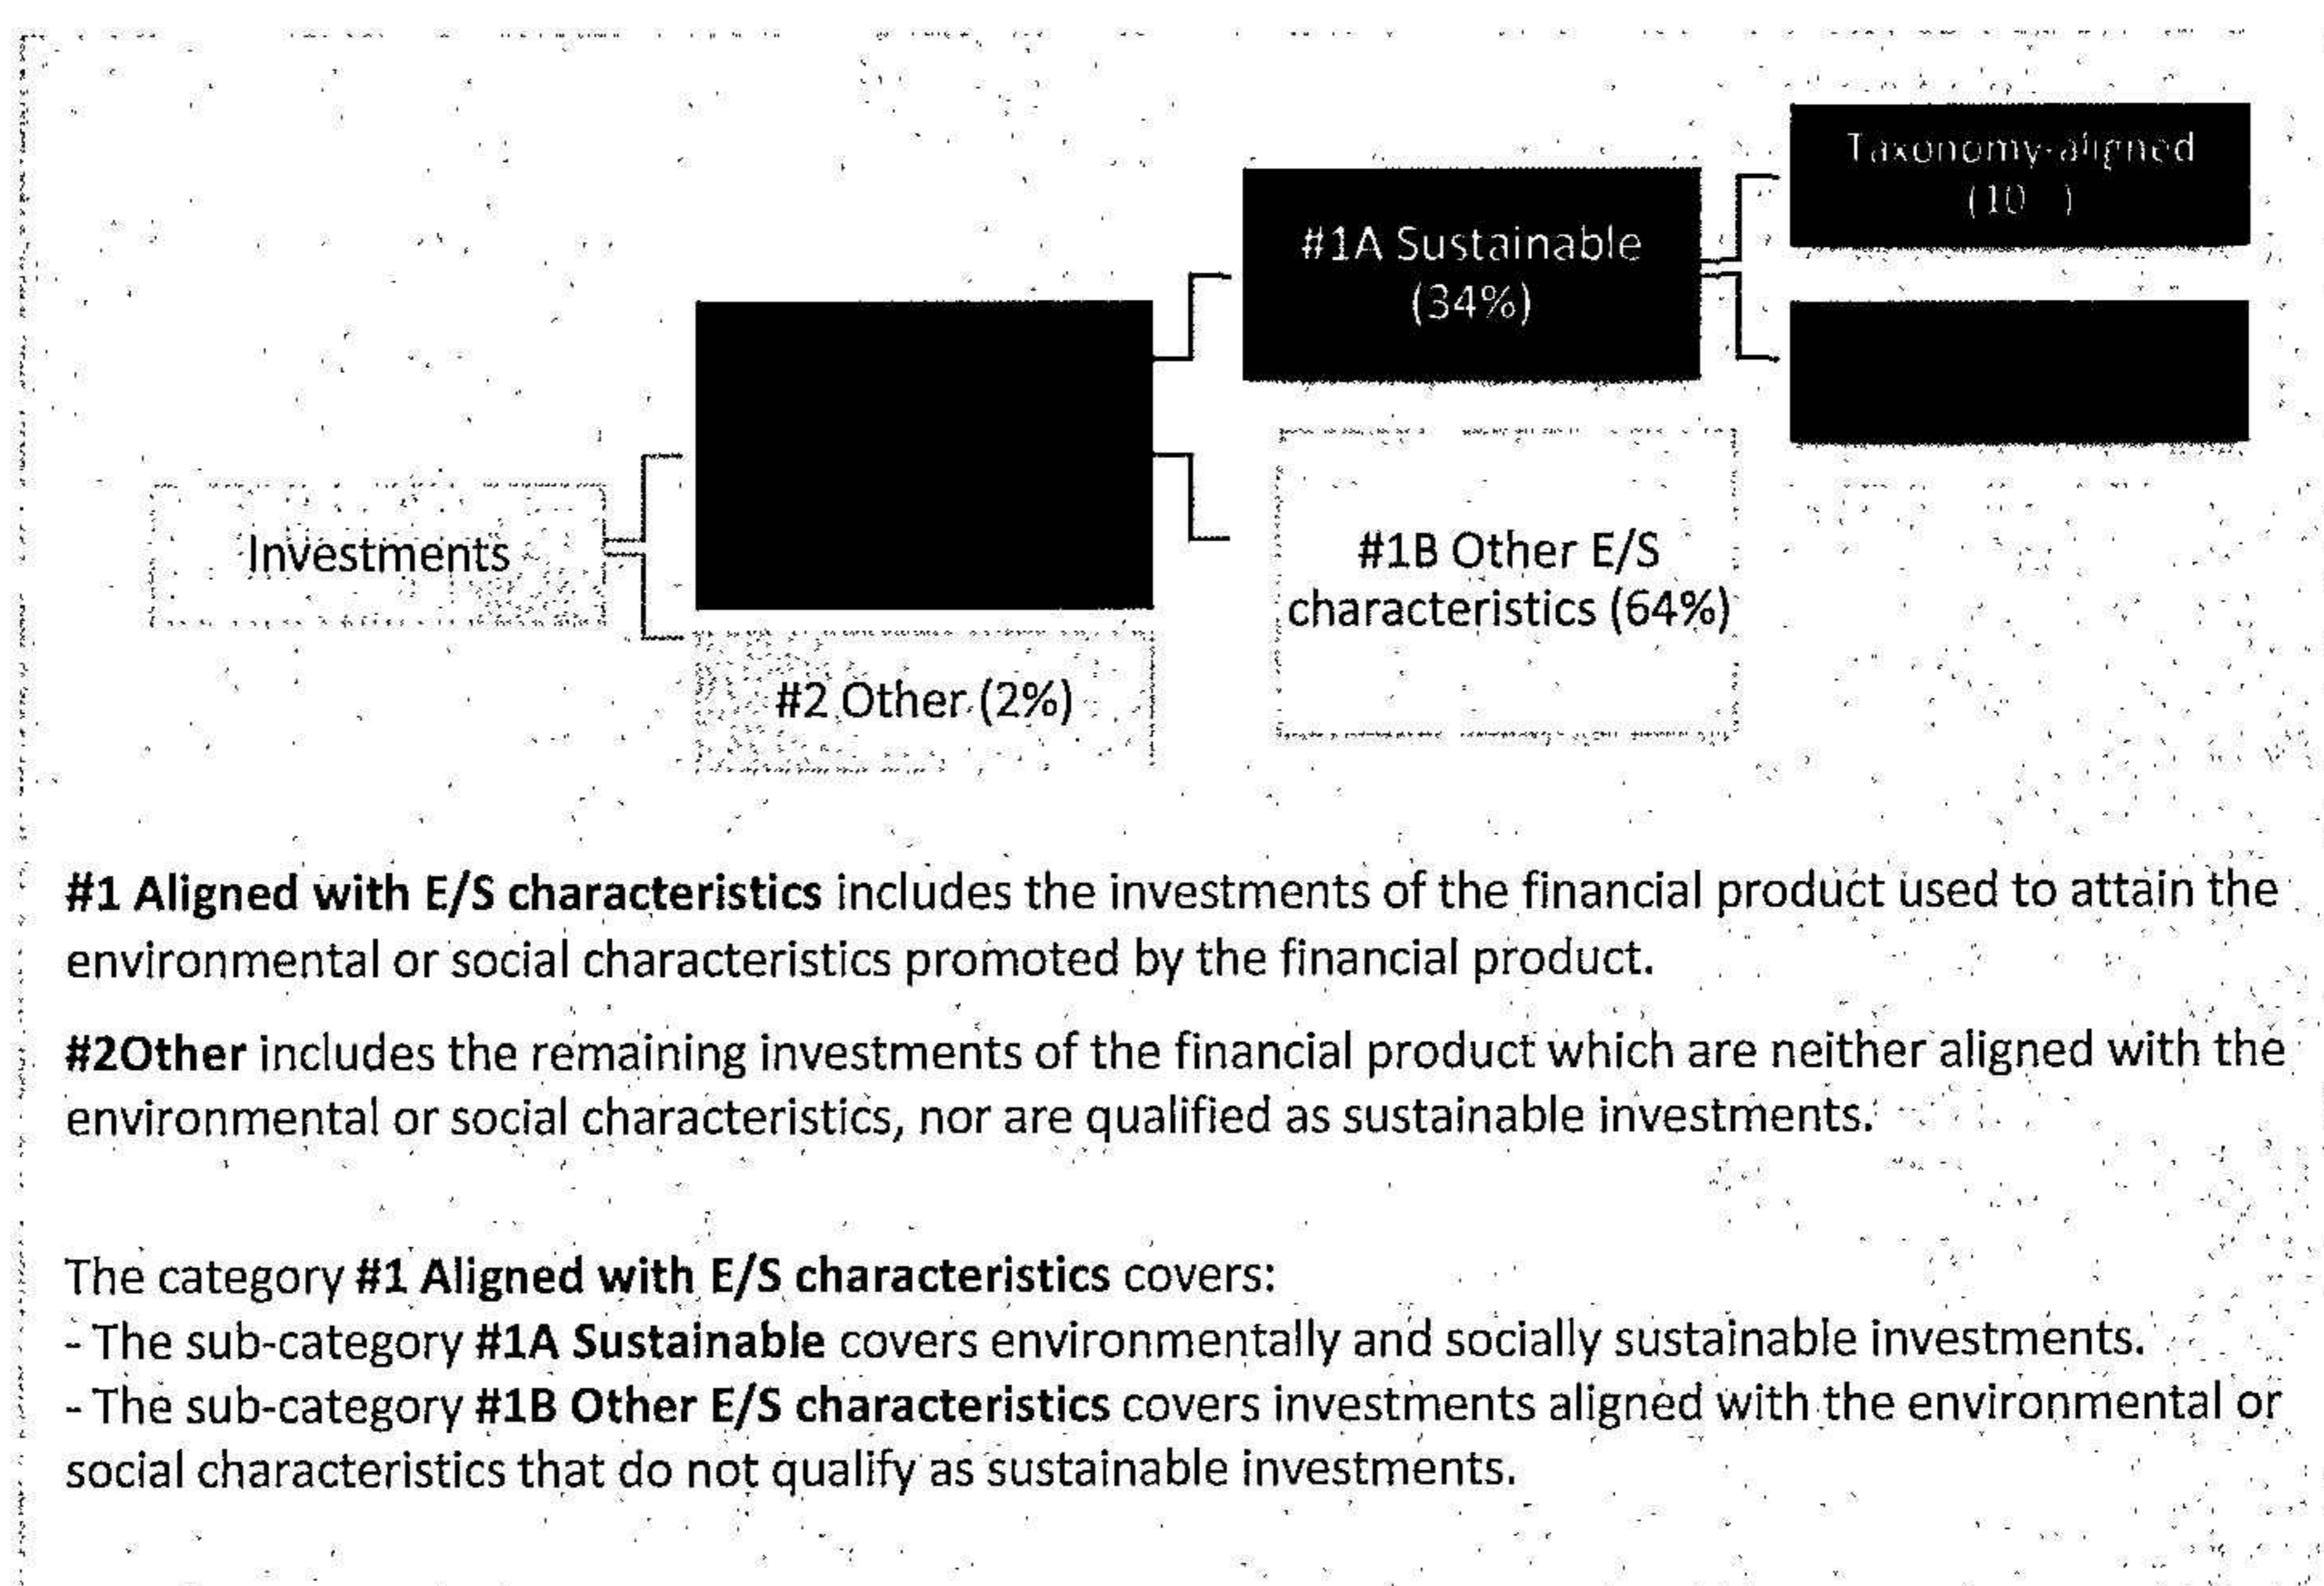 Taxonomy-aligned
(10 )
#1A Sustainable
(34%)
Investments
#1B Other E/S
characteristics (64%)
#2 Other (2%)
#1 Aligned with E/S characteristics includes the investments of the financial product used to attain the
environmental or social characteristics promoted by the financial product.
#2Other includes the remaining investments of the financial product which are neither aligned with the
environmental or social characteristics, nor are qualified as sustainable investments.
The category #1 Aligned with E/S characteristics covers:
- The sub-category #1A Sustainable covers environmentally and socially sustainable investments.
- The sub-category #1B Other E/S characteristics covers investments aligned with the environmental or
social characteristics that do not qualify as sustainable investments.